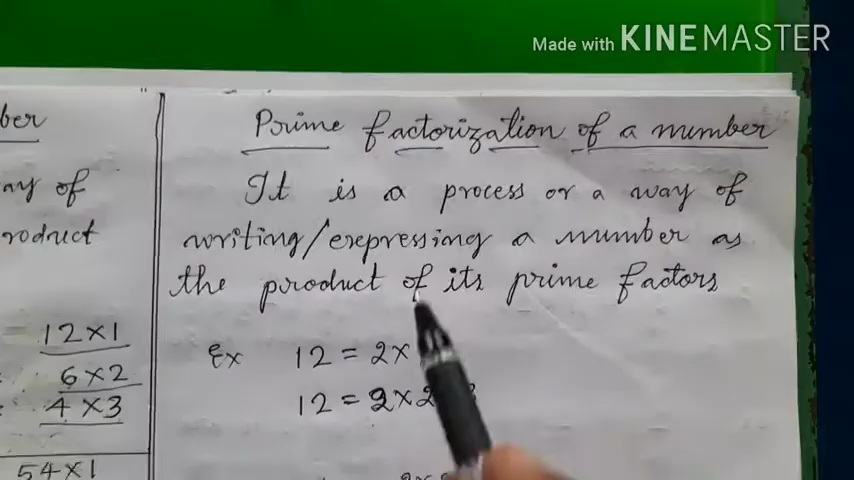 Made with KINEMASTER
ber
ay of
roduct
= 12×1
6×2
4×3
54×1
Prime factorization of a number
It is a process or a way of
writing/expressing a number as
the product of its prime factors
Ex 12 = 2×
12 = 2×2